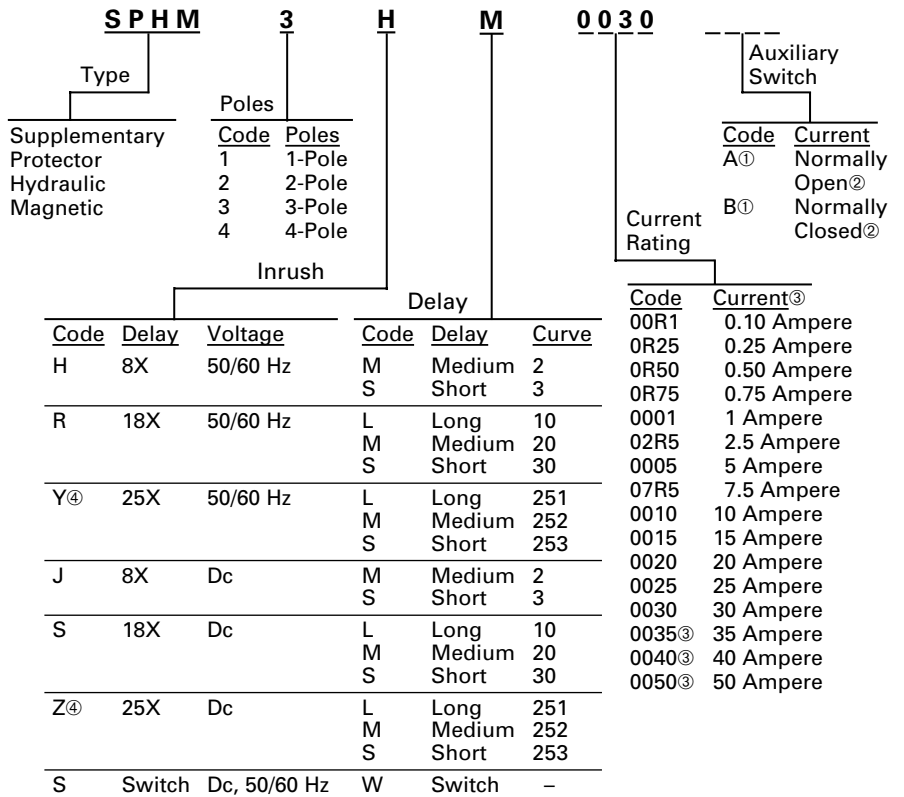 SPHM 3 H M 0030
Type
Supplementary
Protector
Hydraulic
Magnetic
Poles
Code Poles
1 1-Pole
2 2-Pole
3 3-Pole
4 4-Pole
Auxiliary
Switch
Code Current
A① Normally
Open②
B① Normally
Closed②
Inrush
Code Delay Voltage
H 8X 50/60 Hz
R 18X 50/60 Hz
Y④ 25X 50/60 Hz
J 8X Dc
S 18X Dc
Z④ 25X Dc
S Switch Dc, 50/60 Hz
Delay
Code Delay Curve
M Medium 2
S Short 3
L Long 10
M Medium 20
S Short 30
L Long 251
M Medium 252
S Short 253
M Medium 2
S Short 3
L Long 10
M Medium 20
S Short 30
L Long 251
M Medium 252
S Short 253
W Switch –
Current
Rating
Code Current③
00R1 0.10 Ampere
0R25 0.25 Ampere
0R50 0.50 Ampere
0R75 0.75 Ampere
0001 1 Ampere
02R5 2.5 Ampere
0005 5 Ampere
07R5 7.5 Ampere
0010 10 Ampere
0015 15 Ampere
0020 20 Ampere
0025 25 Ampere
0030 30 Ampere
0035③ 35 Ampere
0040③ 40 Ampere
0050③ 50 Ampere